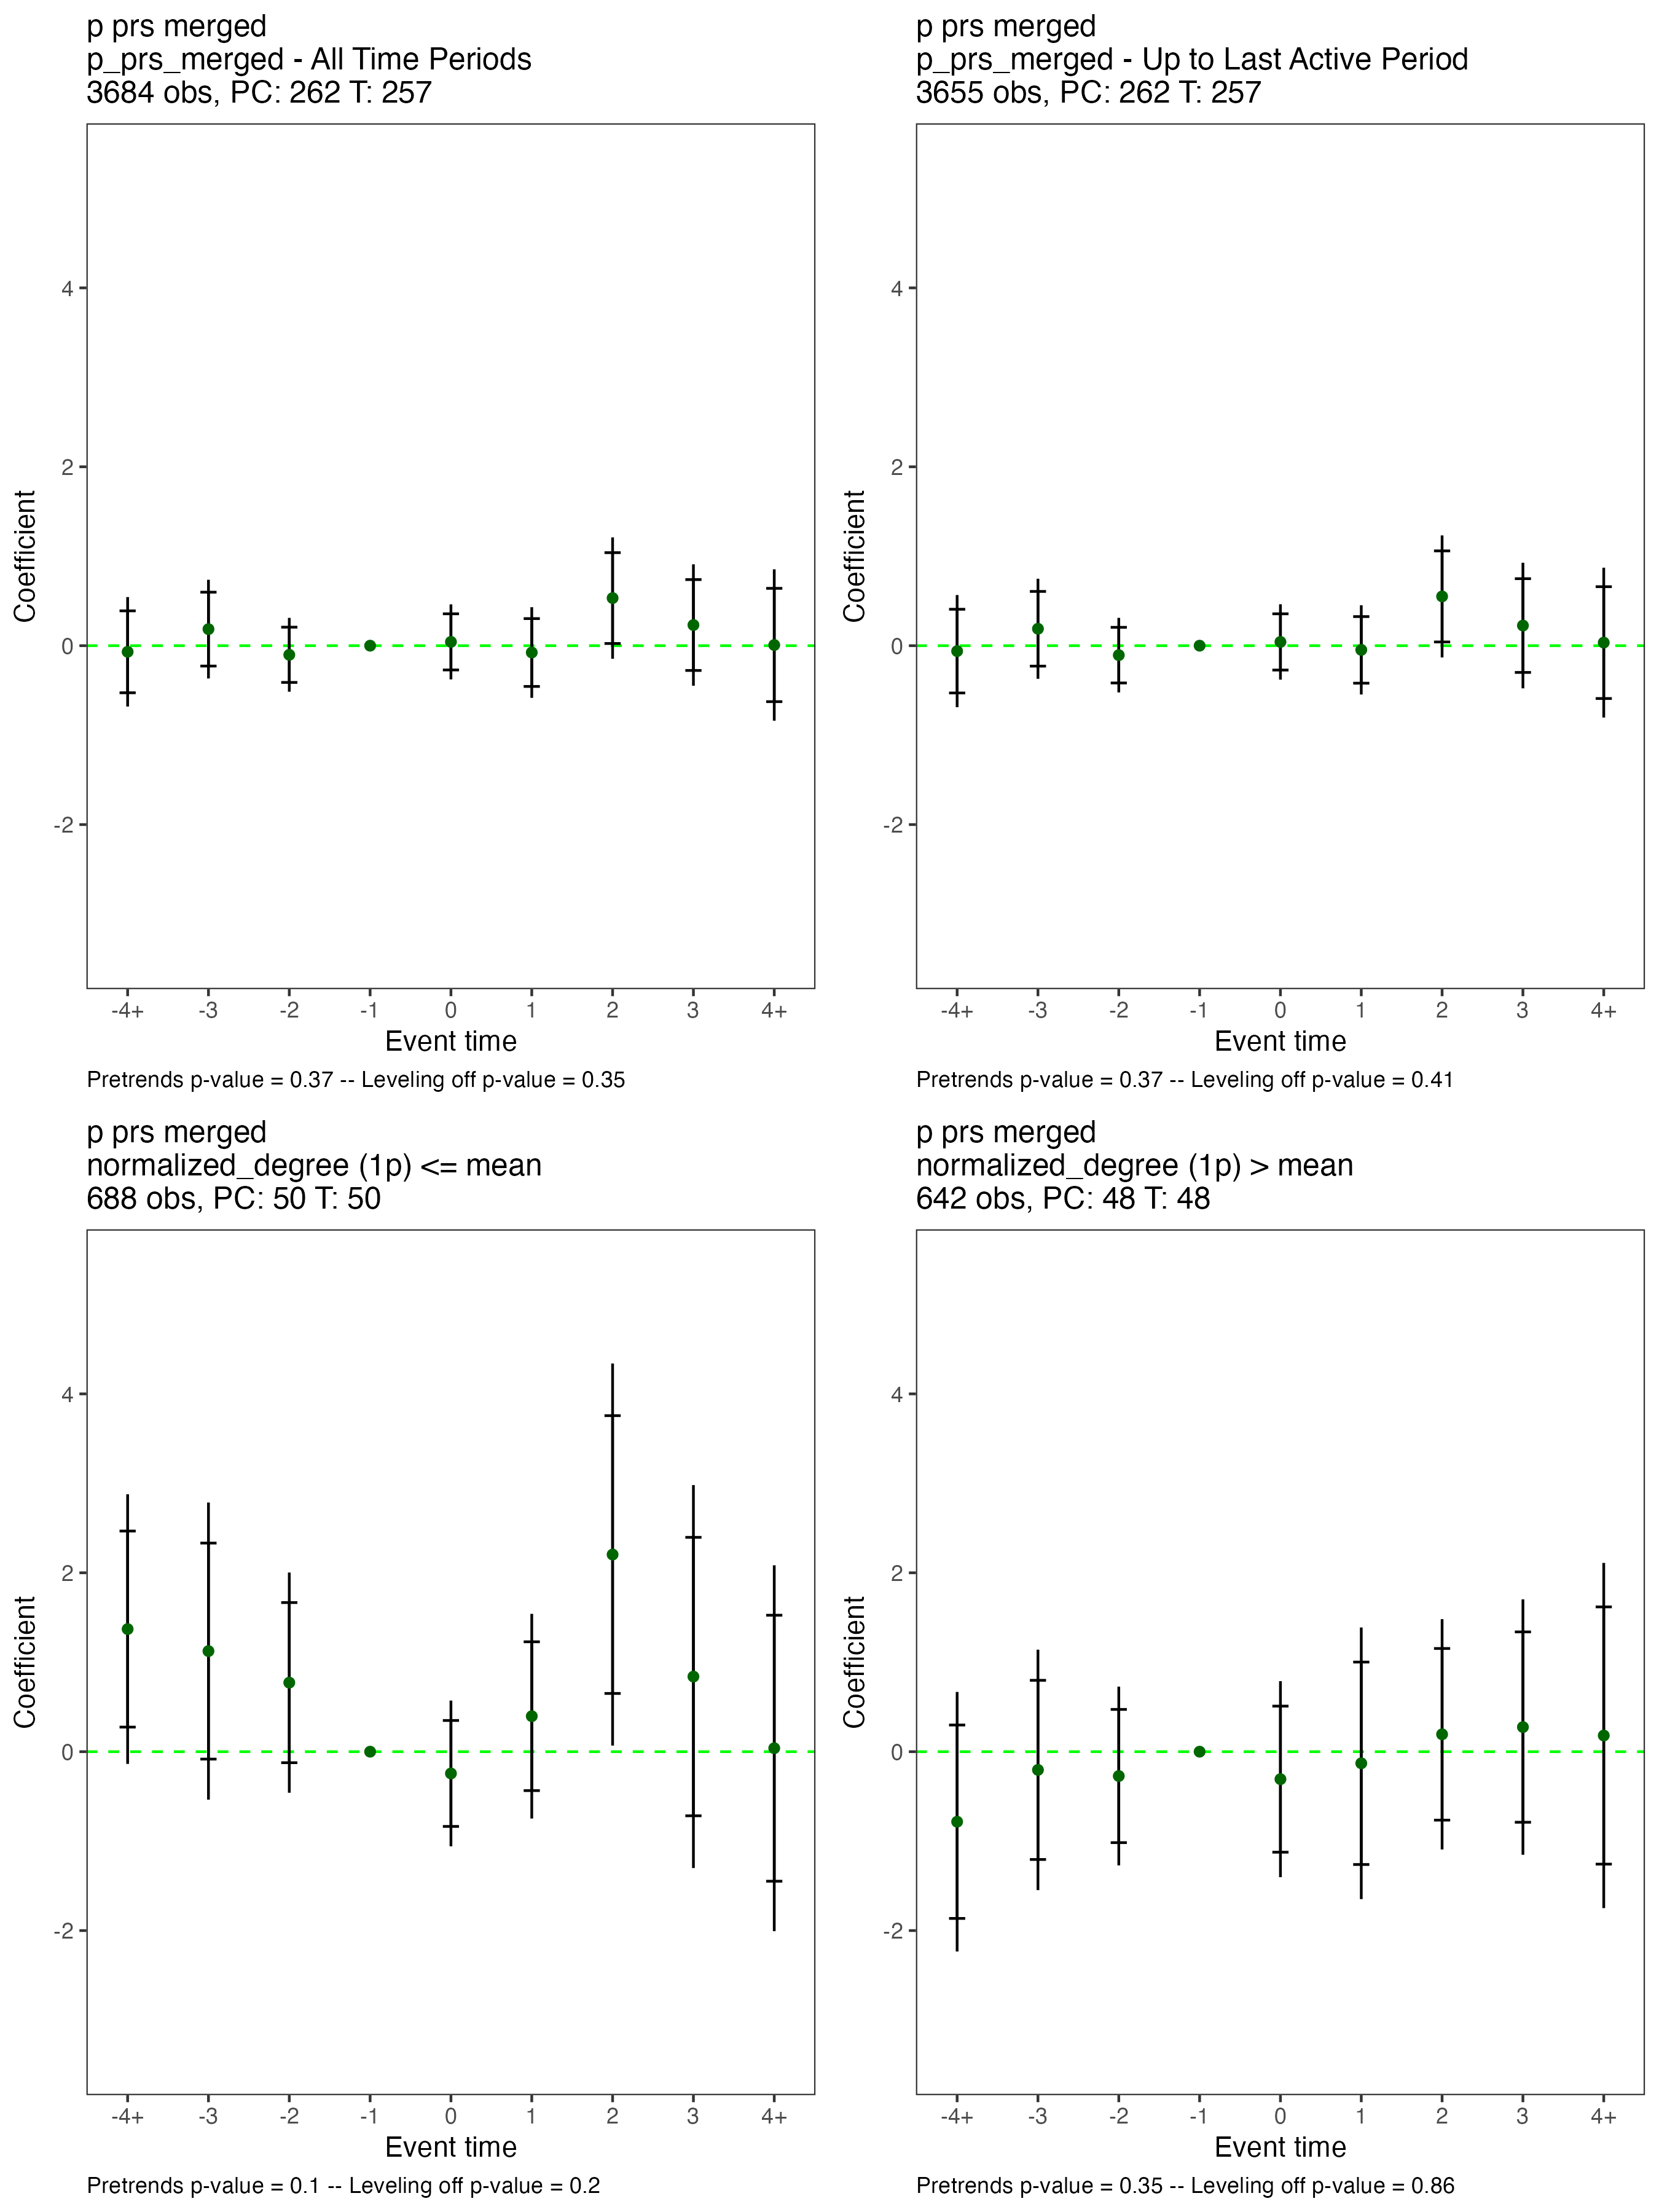 p prs merged
p_prs_merged - All Time Periods
3684 obs, PC: 262 T: 257
Coefficient
4
2
0
-2
-4+ -3 -2 -1 0 1 2 3 4+
Event time
Pretrends p-value = 0.37 -- Leveling off p-value = 0.35
p prs merged
p_prs_merged - Up to Last Active Period
3655 obs, PC: 262 T: 257
Coefficient
4
2
0
-2
-4+ -3 -2 -1 0 1 2 3 4+
Event time
Pretrends p-value = 0.37 -- Leveling off p-value = 0.41
p prs merged
normalized_degree (1p) <= mean
688 obs, PC: 50 T: 50
Coefficient
4
2
0
-2
-4+ -3 -2 -1 0 1 2 3 4+
Event time
Pretrends p-value = 0.1 -- Leveling off p-value = 0.2
p prs merged
normalized_degree (1p) > mean
642 obs, PC: 48 T: 48
Coefficient
4
2
0
-2
-4+ -3 -2 -1 0 1 2 3 4+
Event time
Pretrends p-value = 0.35 -- Leveling off p-value = 0.86